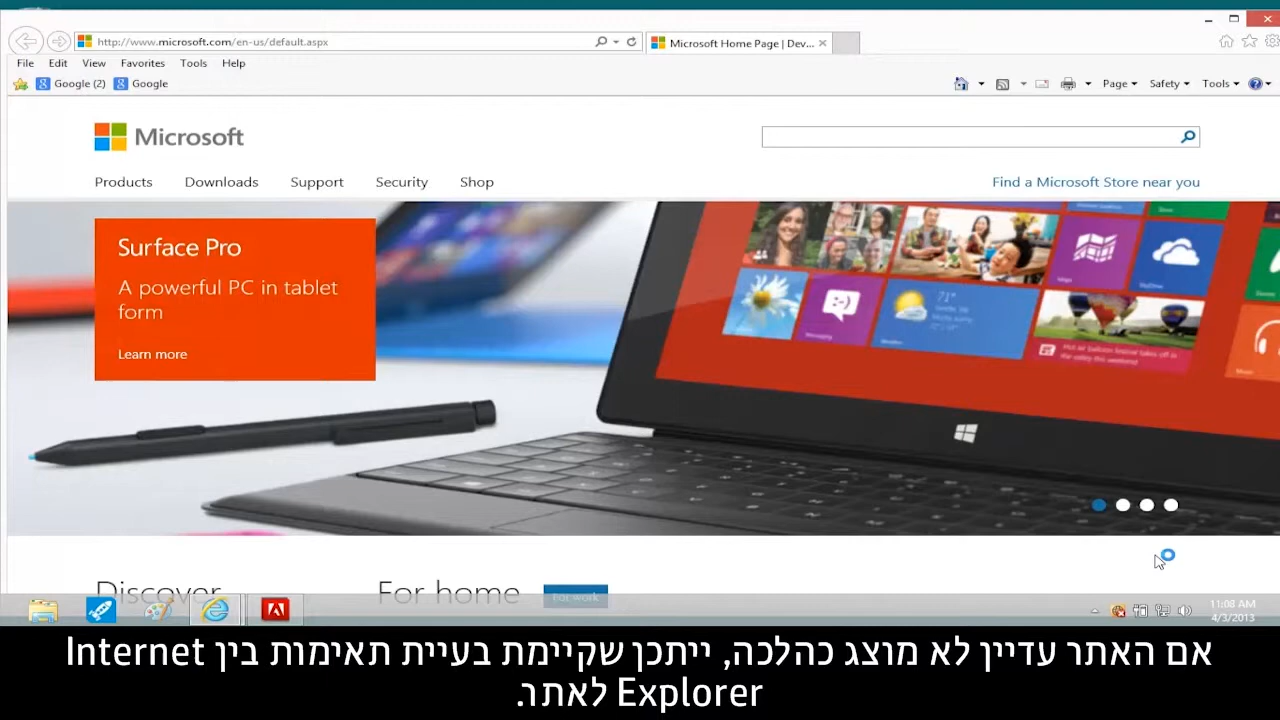 http://www.microsoft.com/en-us/default.aspx
Microsoft Home Page | Dev...
File Edit View Favorites Tools Help
Google (2) Google
Page Safety Tools
Microsoft
Products Downloads Support Security Shop
Find a Microsoft Store near you
Surface Pro
A powerful PC in tablet
form
Learn more
71°
Discover
For home
For work
11:08 AM
4/3/2013
אם האתר עדיין לא מוצג כהלכה, ייתכן שקיימת בעיית תאימות בין Internet
Explorer לאתר.